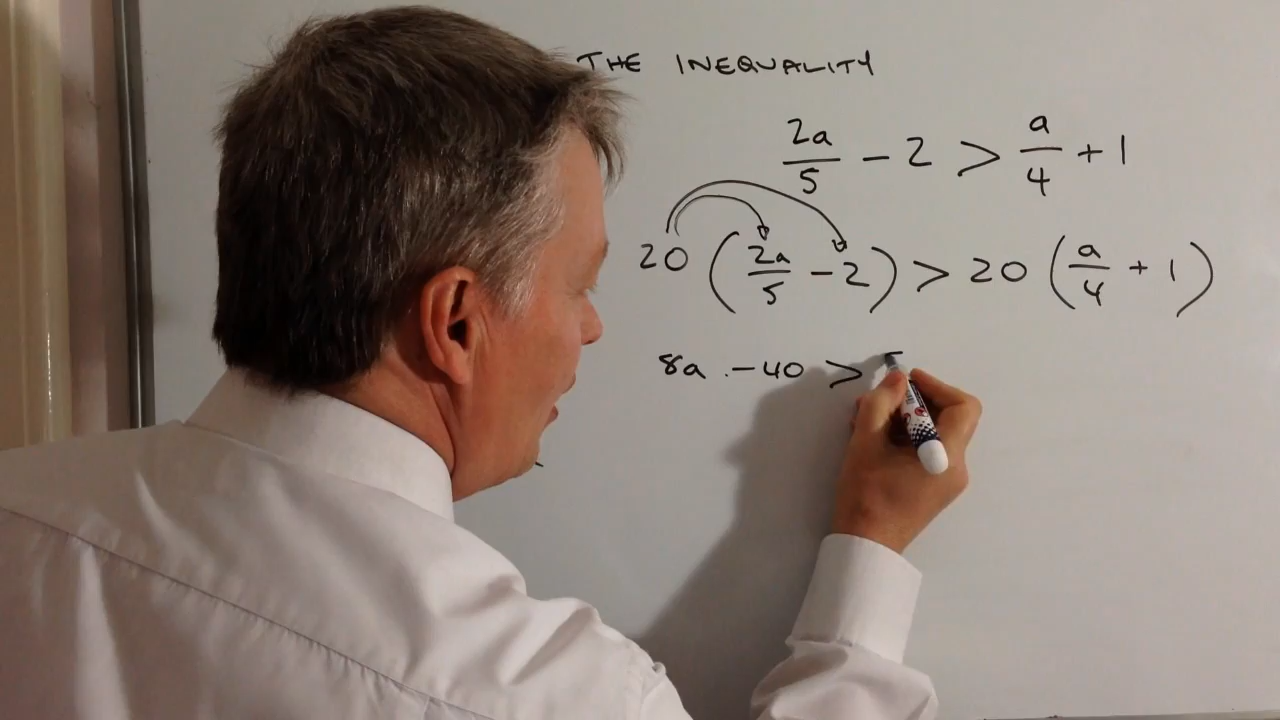 THE INEQUALITY
2a/5 - 2 > a/4 + 1
20 (2a/5 - 2) > 20 (a/4 + 1)
8a - 40 >